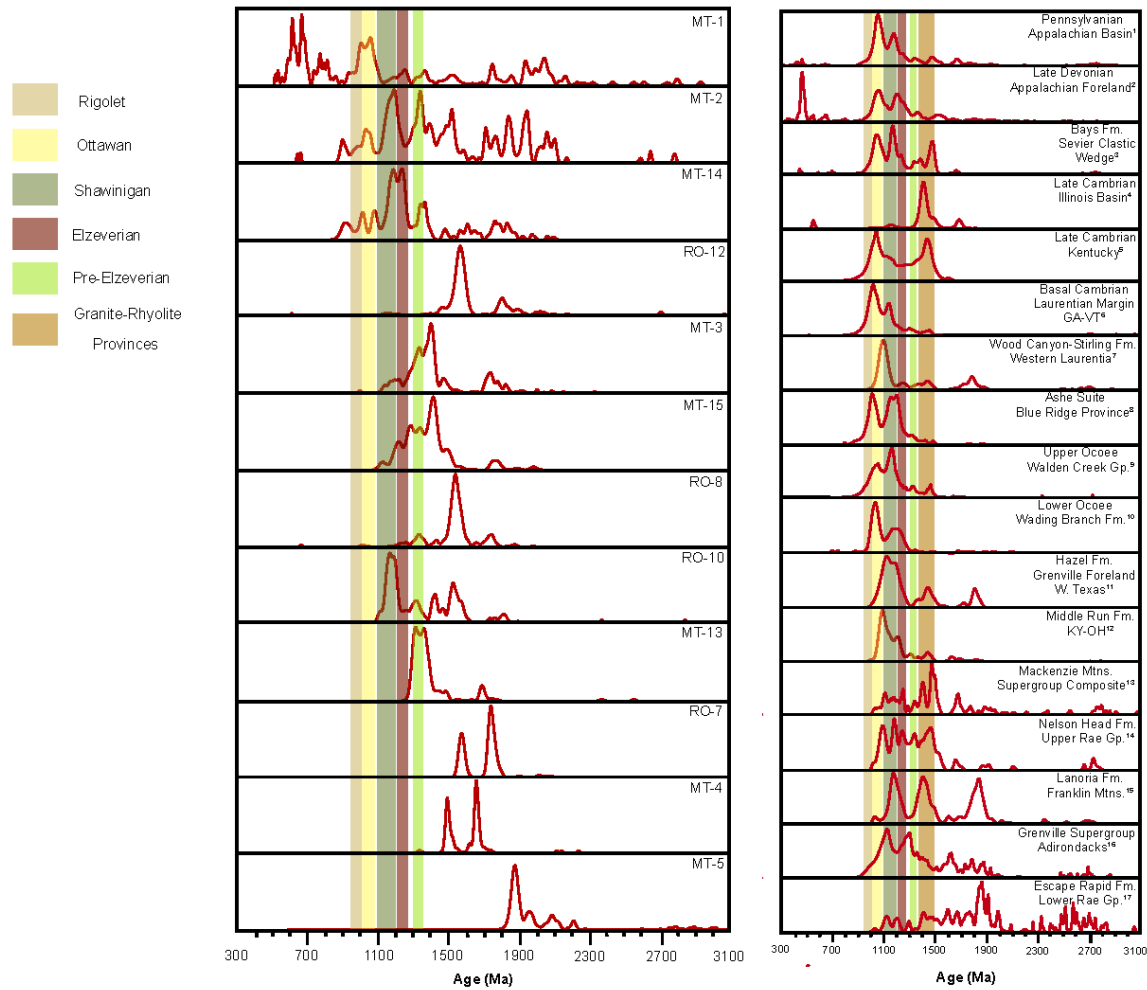 Rigolet
Ottawan
Shawinigan
Elzeverian
Pre-Elzeverian
Granite-Rhyolite
Provinces
MT-1
MT-2
MT-14
RO-12
MT-3
MT-15
RO-8
RO-10
MT-13
RO-7
MT-4
MT-5
300 700 1100 1500 1900 2300 2700 3100
Age (Ma)
Pennsylvanian
Appalachian Basin¹
Late Devonian
Appalachian Foreland²
Bays Fm.
Sevier Clastic
Wedge³
Late Cambrian
Illinois Basin⁴
Late Cambrian
Kentucky⁵
Basal Cambrian
Laurentian Margin
GA-VT⁶
Wood Canyon-Stirling Fm.
Western Laurentia⁷
Ashe Suite
Blue Ridge Province⁸
Upper Ocoee
Walden Creek Gp.⁹
Lower Ocoee
Wading Branch Fm.¹⁰
Hazel Fm.
Grenville Foreland
W. Texas¹¹
Middle Run Fm.
KY-OH¹²
Mackenzie Mtns.
Supergroup Composite¹³
Nelson Head Fm.
Upper Rae Gp.¹⁴
Lanoria Fm.
Franklin Mtns.¹⁵
Grenville Supergroup
Adirondacks¹⁶
Escape Rapid Fm.
Lower Rae Gp.¹⁷
300 700 1100 1500 1900 2300 2700 3100
Age (Ma)